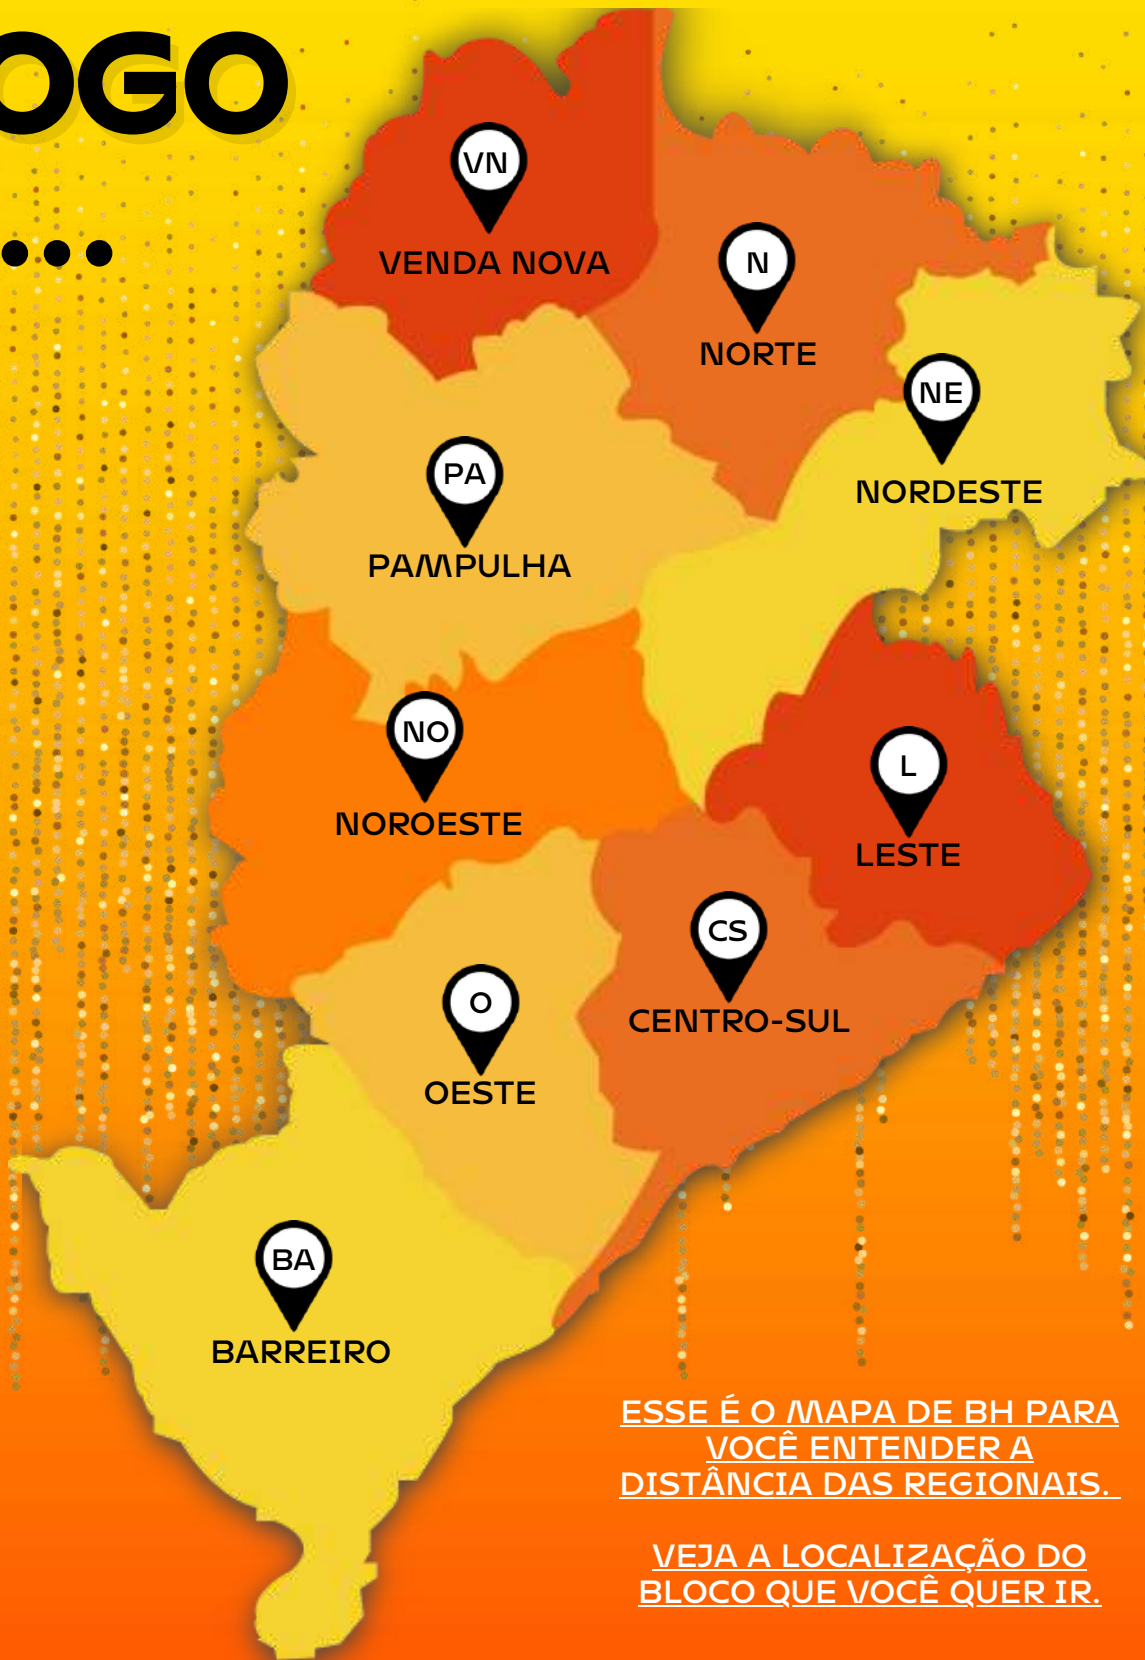 OGO
VN
VENDA NOVA
N
NORTE
NE
NORDESTE
PA
PAMPULHA
NO
NOROESTE
L
LESTE
CS
CENTRO-SUL
O
OESTE
BA
BARREIRO
ESSE É O MAPA DE BH PARA
VOCÊ ENTENDER A
DISTÂNCIA DAS REGIONAIS.
VEJA A LOCALIZAÇÃO DO
BLOCO QUE VOCÊ QUER IR.